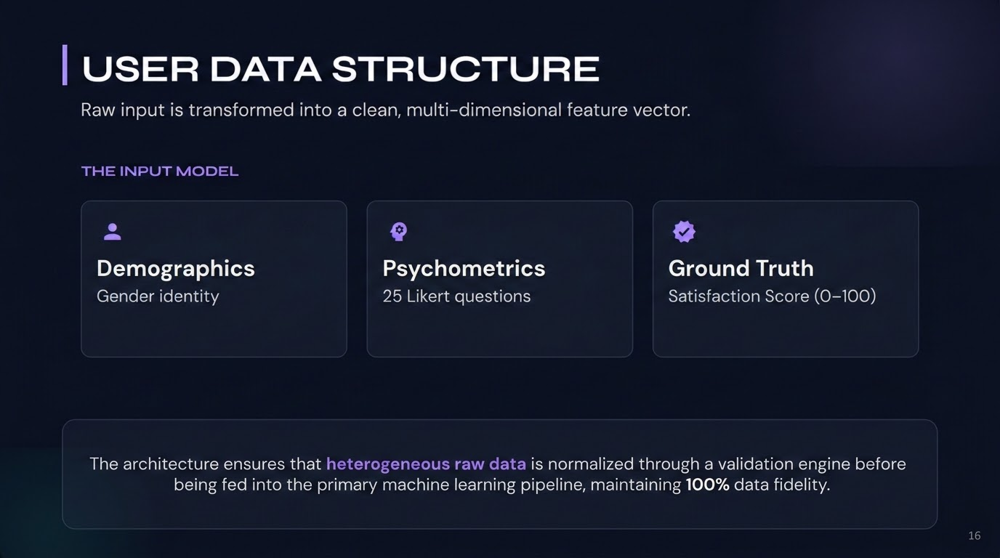 USER DATA STRUCTURE
Raw input is transformed into a clean, multi-dimensional feature vector.
THE INPUT MODEL
Demographics
Gender identity
Psychometrics
25 Likert questions
Ground Truth
Satisfaction Score (0–100)
The architecture ensures that heterogeneous raw data is normalized through a validation engine before
being fed into the primary machine learning pipeline, maintaining 100% data fidelity.
16